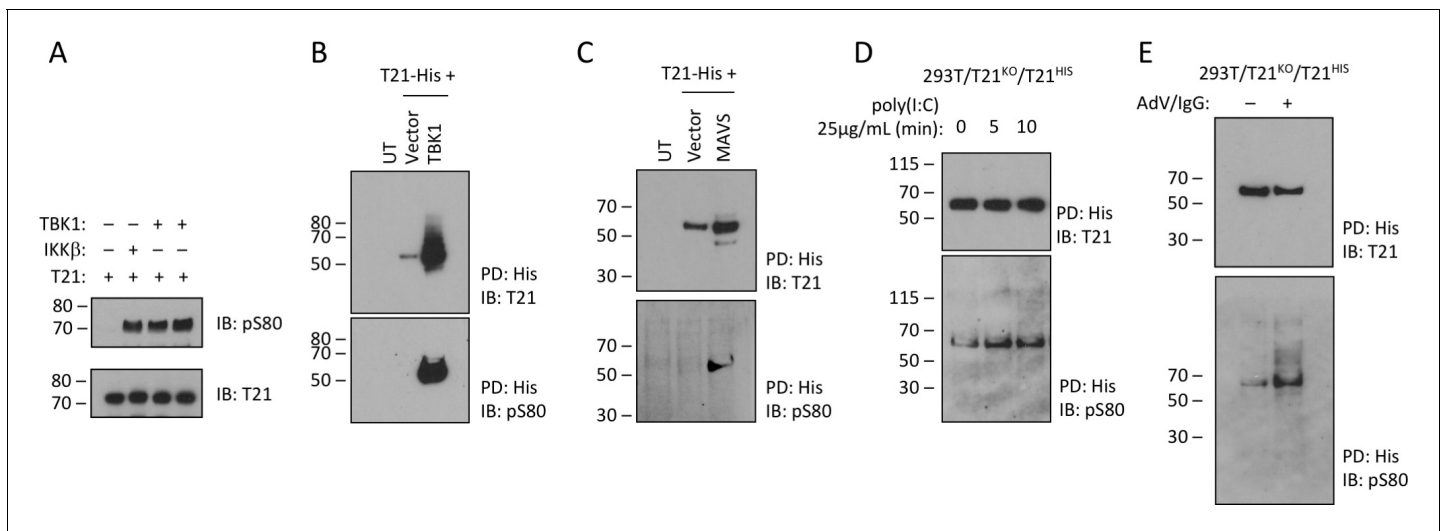 A
TBK1: – – + +
IKKβ: – + – –
T21: + + + +
80 –
70 –
IB: pS80
80 –
70 –
IB: T21
B
T21-His +
UT
Vector
TBK1
80 –
70 –
50 –
PD: His
IB: T21
80 –
70 –
50 –
PD: His
IB: pS80
C
T21-His +
UT
Vector
MAVS
70 –
50 –
30 –
PD: His
IB: T21
70 –
50 –
30 –
PD: His
IB: pS80
D
293T/T21KO/T21HIS
poly(I:C)
25µg/mL (min): 0 5 10
115 –
70 –
50 –
PD: His
IB: T21
115 –
70 –
50 –
30 –
PD: His
IB: pS80
E
293T/T21KO/T21HIS
AdV/IgG: – +
70 –
50 –
30 –
PD: His
IB: T21
70 –
50 –
30 –
PD: His
IB: pS80